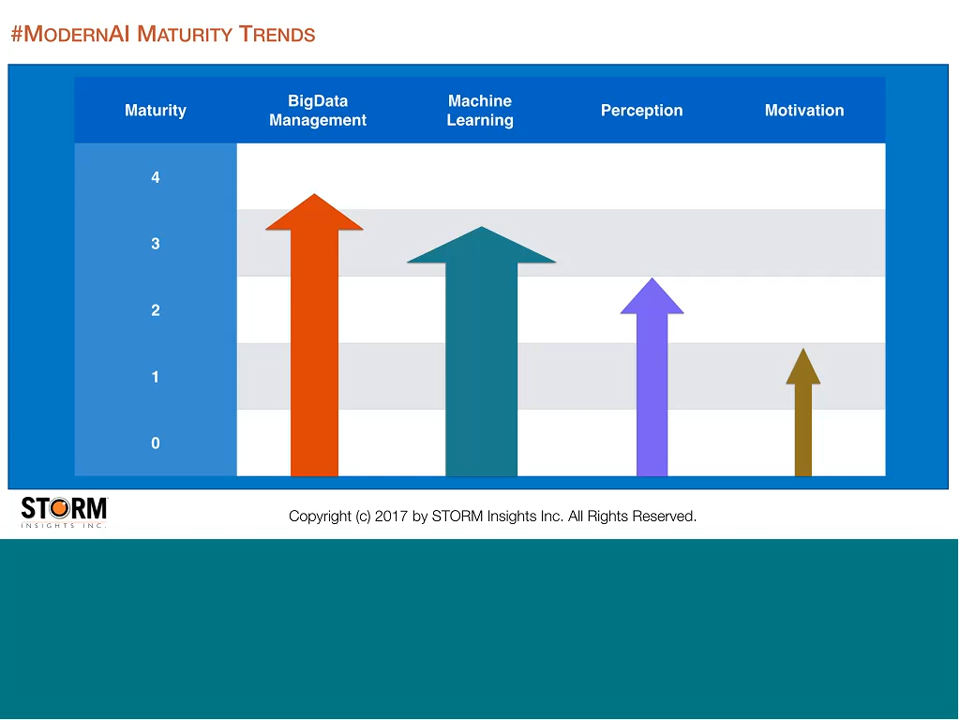 #MODERNAI MATURITY TRENDS
Maturity
BigData
Management
Machine
Learning
Perception
Motivation
4
3
2
1
0
STORM
INSIGHTS INC.
Copyright (c) 2017 by STORM Insights Inc. All Rights Reserved.